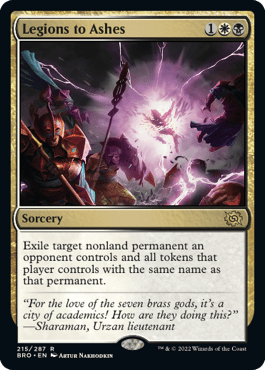 Legions to Ashes 1
Sorcery
Exile target nonland permanent an
opponent controls and all tokens that
player controls with the same name as
that permanent.
“For the love of the seven brass gods, it’s a
city of academics! How are they doing this?”
—Sharaman, Urzan lieutenant
215/287 R
BRO • EN Artur Nakhodkin
™ & © 2022 Wizards of the Coast